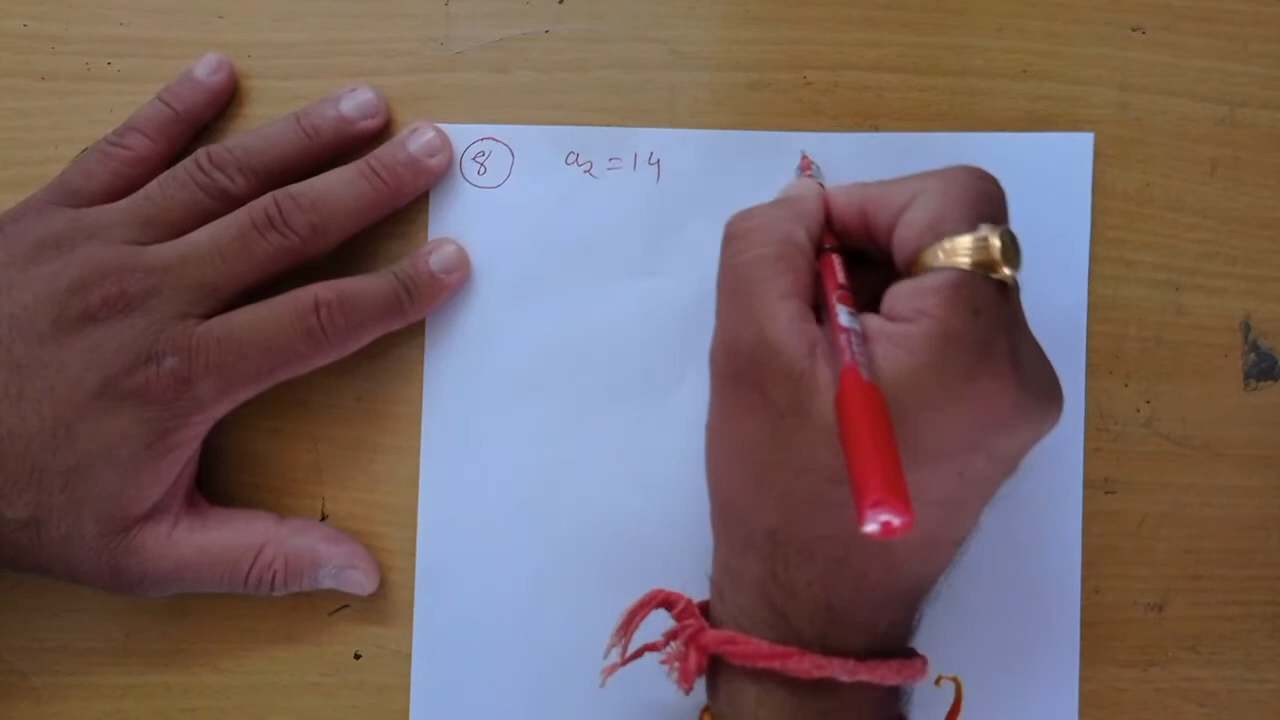 8 a₂ = 14